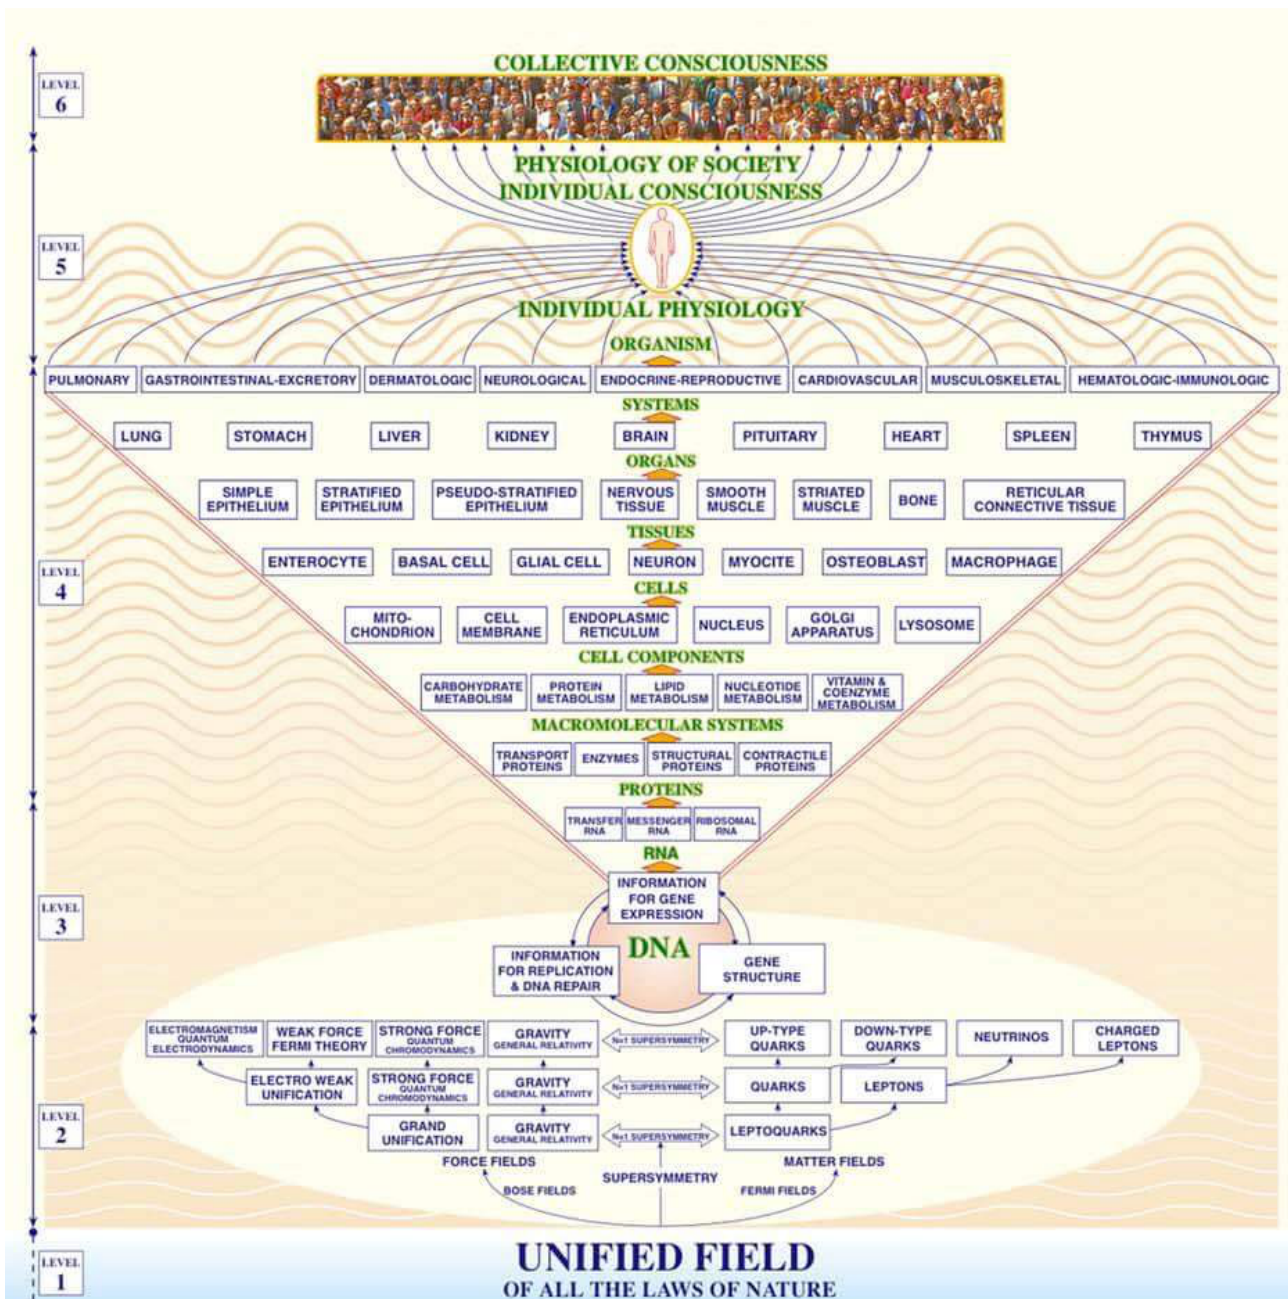 COLLECTIVE CONSCIOUSNESS
LEVEL
6
PHYSIOLOGY OF SOCIETY
INDIVIDUAL CONSCIOUSNESS
LEVEL
5
INDIVIDUAL PHYSIOLOGY
ORGANISM
PULMONARY GASTROINTESTINAL-EXCRETORY DERMATOLOGIC NEUROLOGICAL ENDOCRINE-REPRODUCTIVE CARDIOVASCULAR MUSCULOSKELETAL HEMATOLOGIC-IMMUNOLOGIC
SYSTEMS
LUNG STOMACH LIVER KIDNEY BRAIN PITUITARY HEART SPLEEN THYMUS
ORGANS
SIMPLE
EPITHELIUM
STRATIFIED
EPITHELIUM
PSEUDO-STRATIFIED
EPITHELIUM
NERVOUS
TISSUE
SMOOTH
MUSCLE
STRIATED
MUSCLE
BONE
RETICULAR
CONNECTIVE TISSUE
TISSUES
ENTEROCYTE BASAL CELL GLIAL CELL NEURON MYOCITE OSTEOBLAST MACROPHAGE
LEVEL
4
CELLS
MITO-
CHONDRION
CELL
MEMBRANE
ENDOPLASMIC
RETICULUM
NUCLEUS
GOLGI
APPARATUS
LYSOSOME
CELL COMPONENTS
CARBOHYDRATE
METABOLISM
PROTEIN
METABOLISM
LIPID
METABOLISM
NUCLEOTIDE
METABOLISM
VITAMIN &
COENZYME
METABOLISM
MACROMOLECULAR SYSTEMS
TRANSPORT
PROTEINS
ENZYMES
STRUCTURAL
PROTEINS
CONTRACTILE
PROTEINS
PROTEINS
TRANSFER
RNA
MESSENGER
RNA
RIBOSOMAL
RNA
RNA
LEVEL
3
INFORMATION
FOR GENE
EXPRESSION
DNA
INFORMATION
FOR REPLICATION
& DNA REPAIR
GENE
STRUCTURE
ELECTROMAGNETISM
QUANTUM
ELECTRODYNAMICS
WEAK FORCE
FERMI THEORY
STRONG FORCE
QUANTUM
CHROMODYNAMICS
GRAVITY
GENERAL RELATIVITY
N=1 SUPERSYMMETRY
UP-TYPE
QUARKS
DOWN-TYPE
QUARKS
NEUTRINOS
CHARGED
LEPTONS
ELECTRO WEAK
UNIFICATION
STRONG FORCE
QUANTUM
CHROMODYNAMICS
GRAVITY
GENERAL RELATIVITY
N=1 SUPERSYMMETRY
QUARKS
LEPTONS
LEVEL
2
GRAND
UNIFICATION
GRAVITY
GENERAL RELATIVITY
N=1 SUPERSYMMETRY
LEPTOQUARKS
FORCE FIELDS
MATTER FIELDS
SUPERSYMMETRY
BOSE FIELDS
FERMI FIELDS
LEVEL
1
UNIFIED FIELD
OF ALL THE LAWS OF NATURE